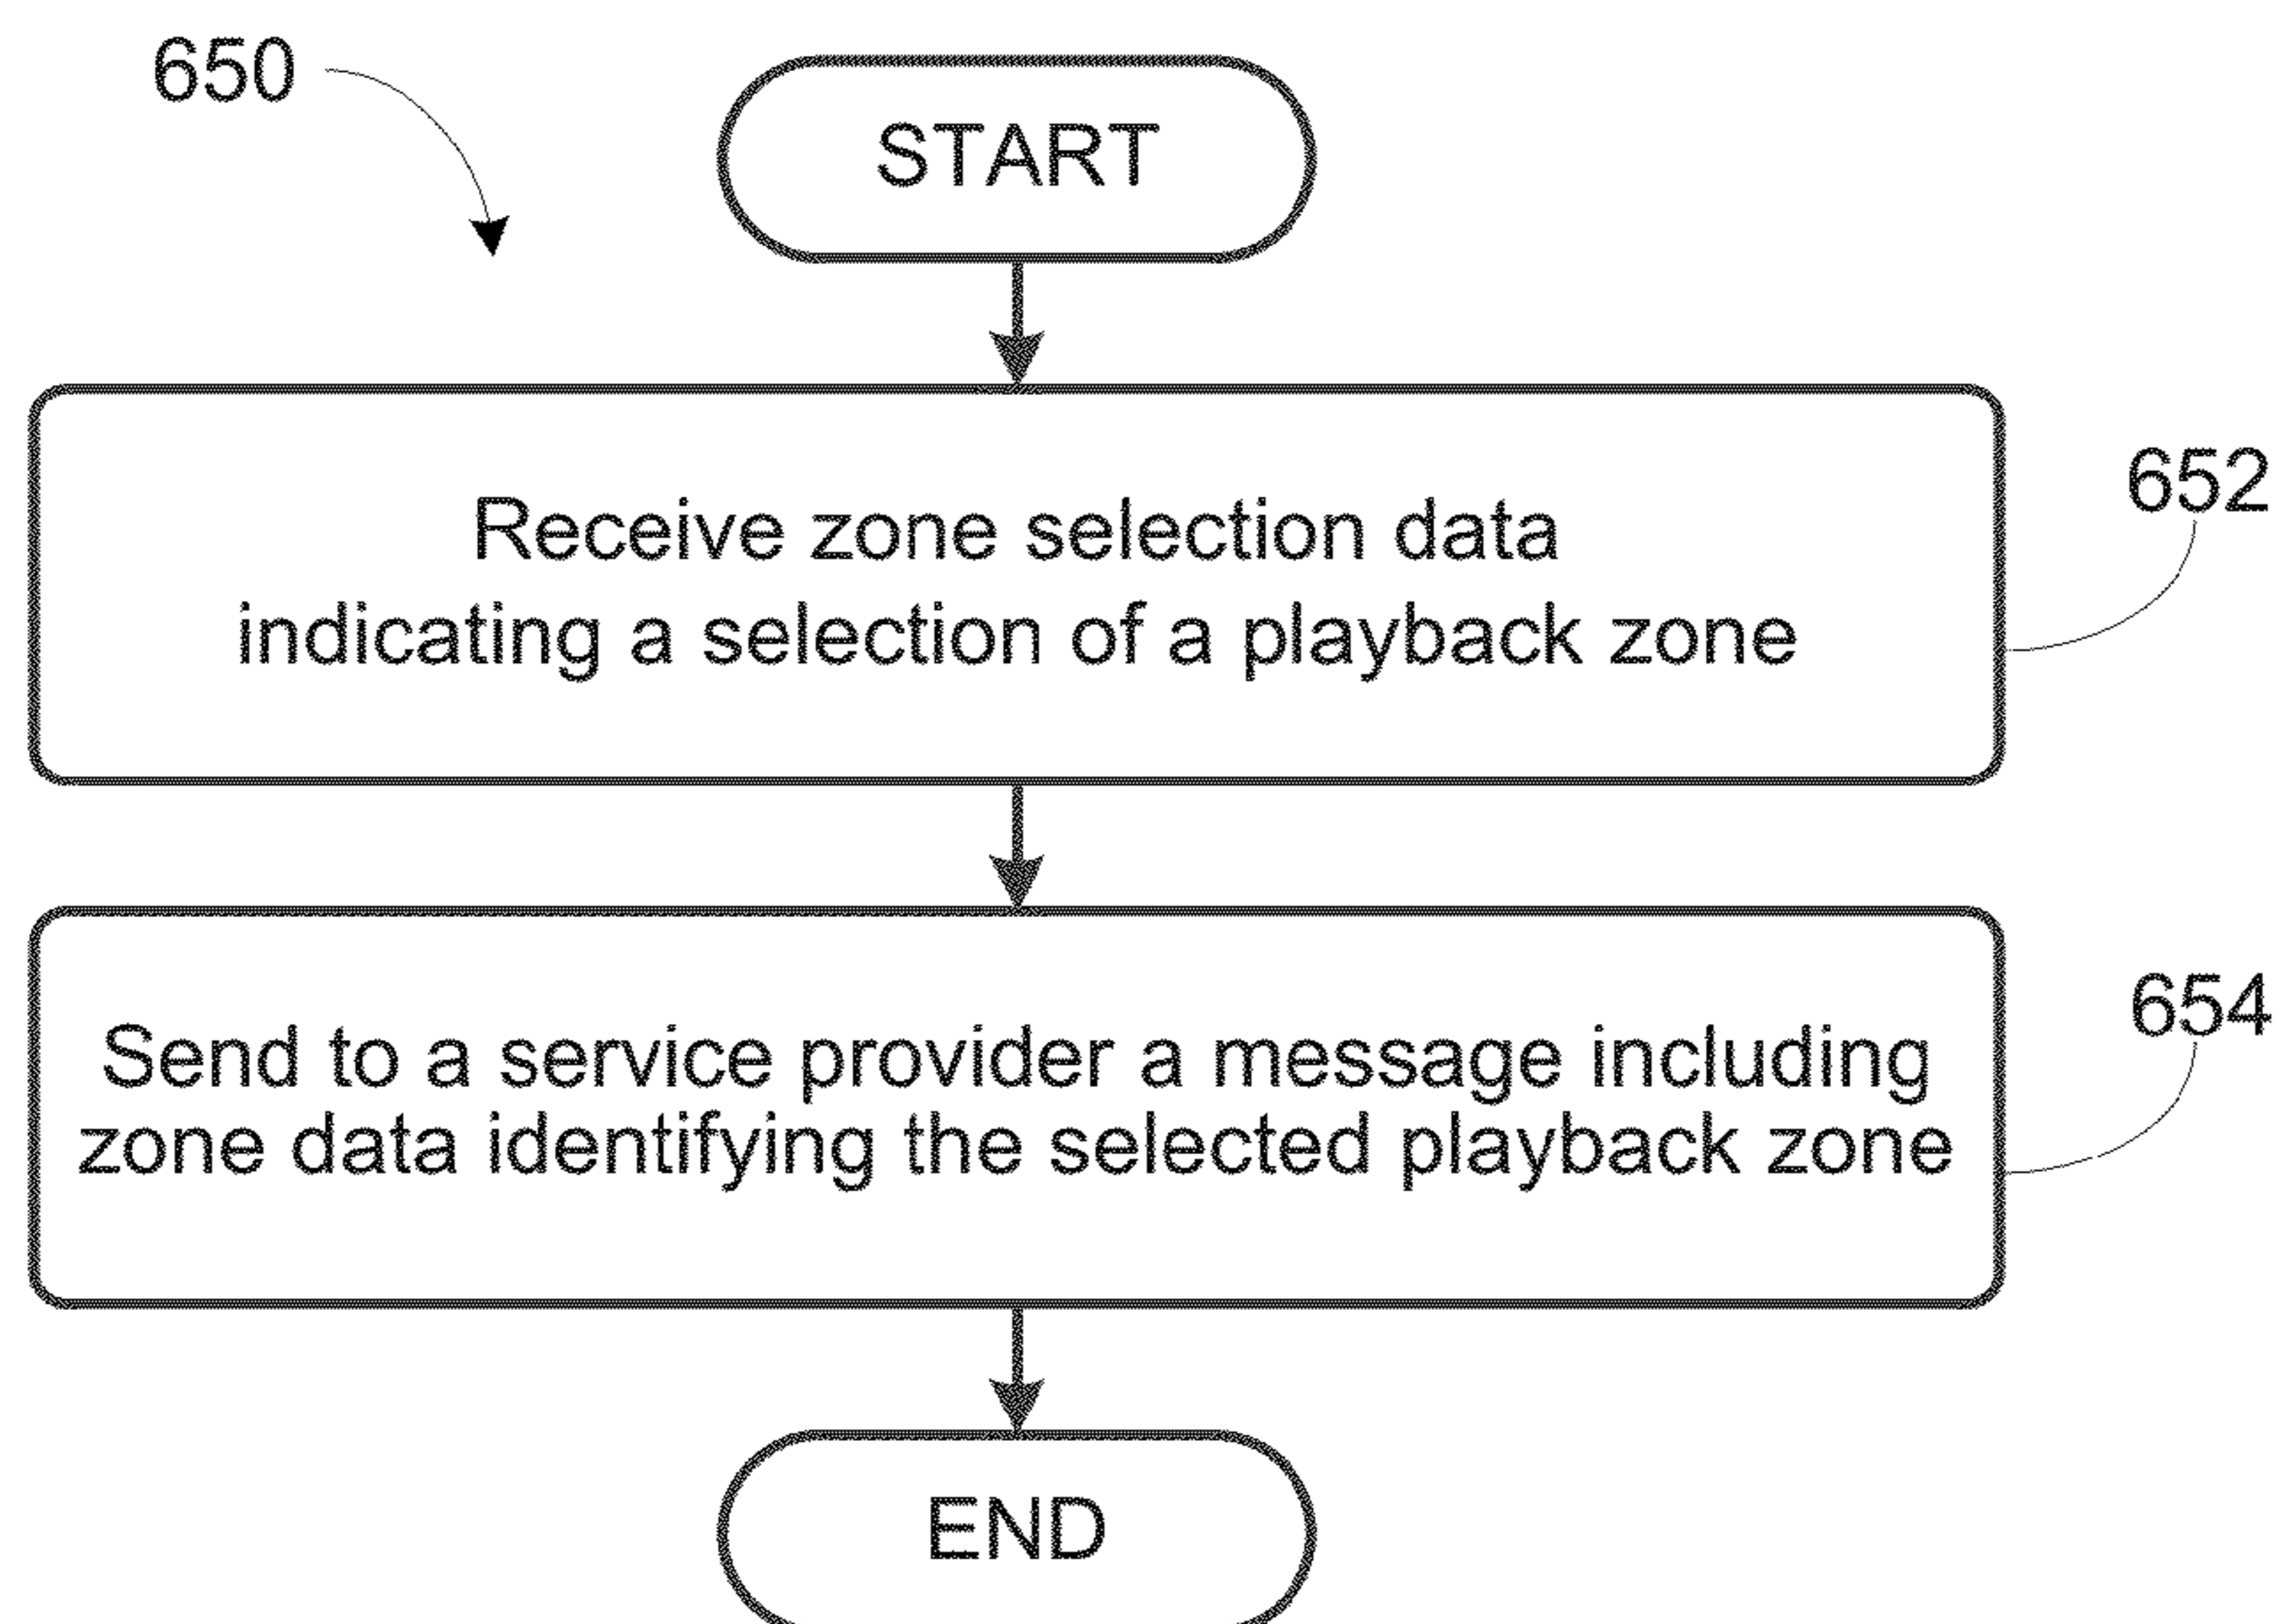 650
START
Receive zone selection data
indicating a selection of a playback zone
652
Send to a service provider a message including
zone data identifying the selected playback zone
654
END